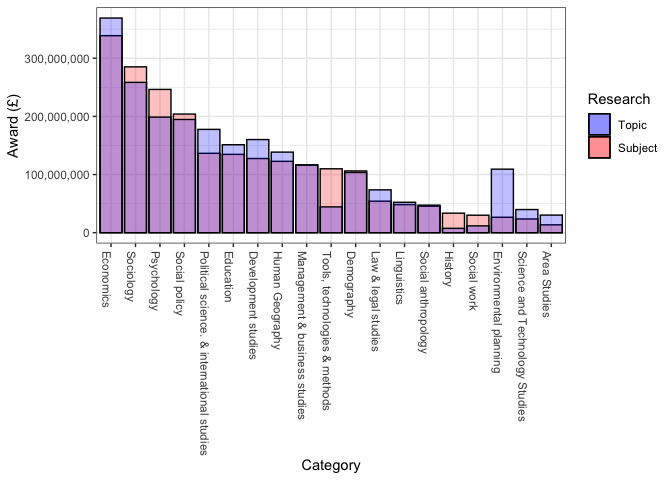 300,000,000
200,000,000
100,000,000
0
Award (£)
Economics
Sociology
Psychology
Social policy
Political science. & international studies
Education
Development studies
Human Geography
Management & business studies
Tools, technologies & methods
Demography
Law & legal studies
Linguistics
Social anthropology
History
Social work
Environmental planning
Science and Technology Studies
Area Studies
Category
Research
Topic
Subject